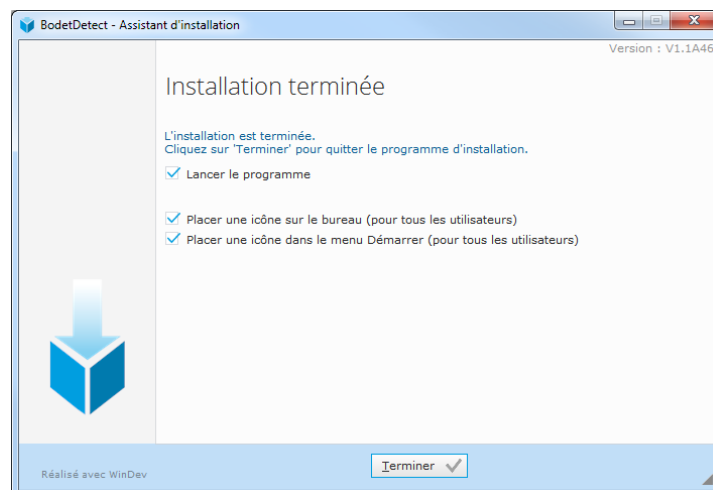 BodetDetect - Assistant d'installation
Version : V1.1A46
Installation terminée
L'installation est terminée.
Cliquez sur 'Terminer' pour quitter le programme d'installation.
Lancer le programme
Placer une icône sur le bureau (pour tous les utilisateurs)
Placer une icône dans le menu Démarrer (pour tous les utilisateurs)
Terminer
Réalisé avec WinDev